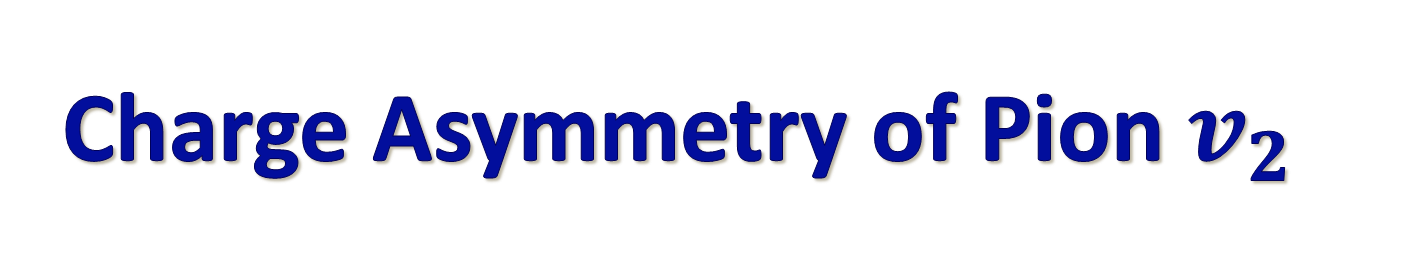 Charge Asymmetry of Pion 𝒗₂